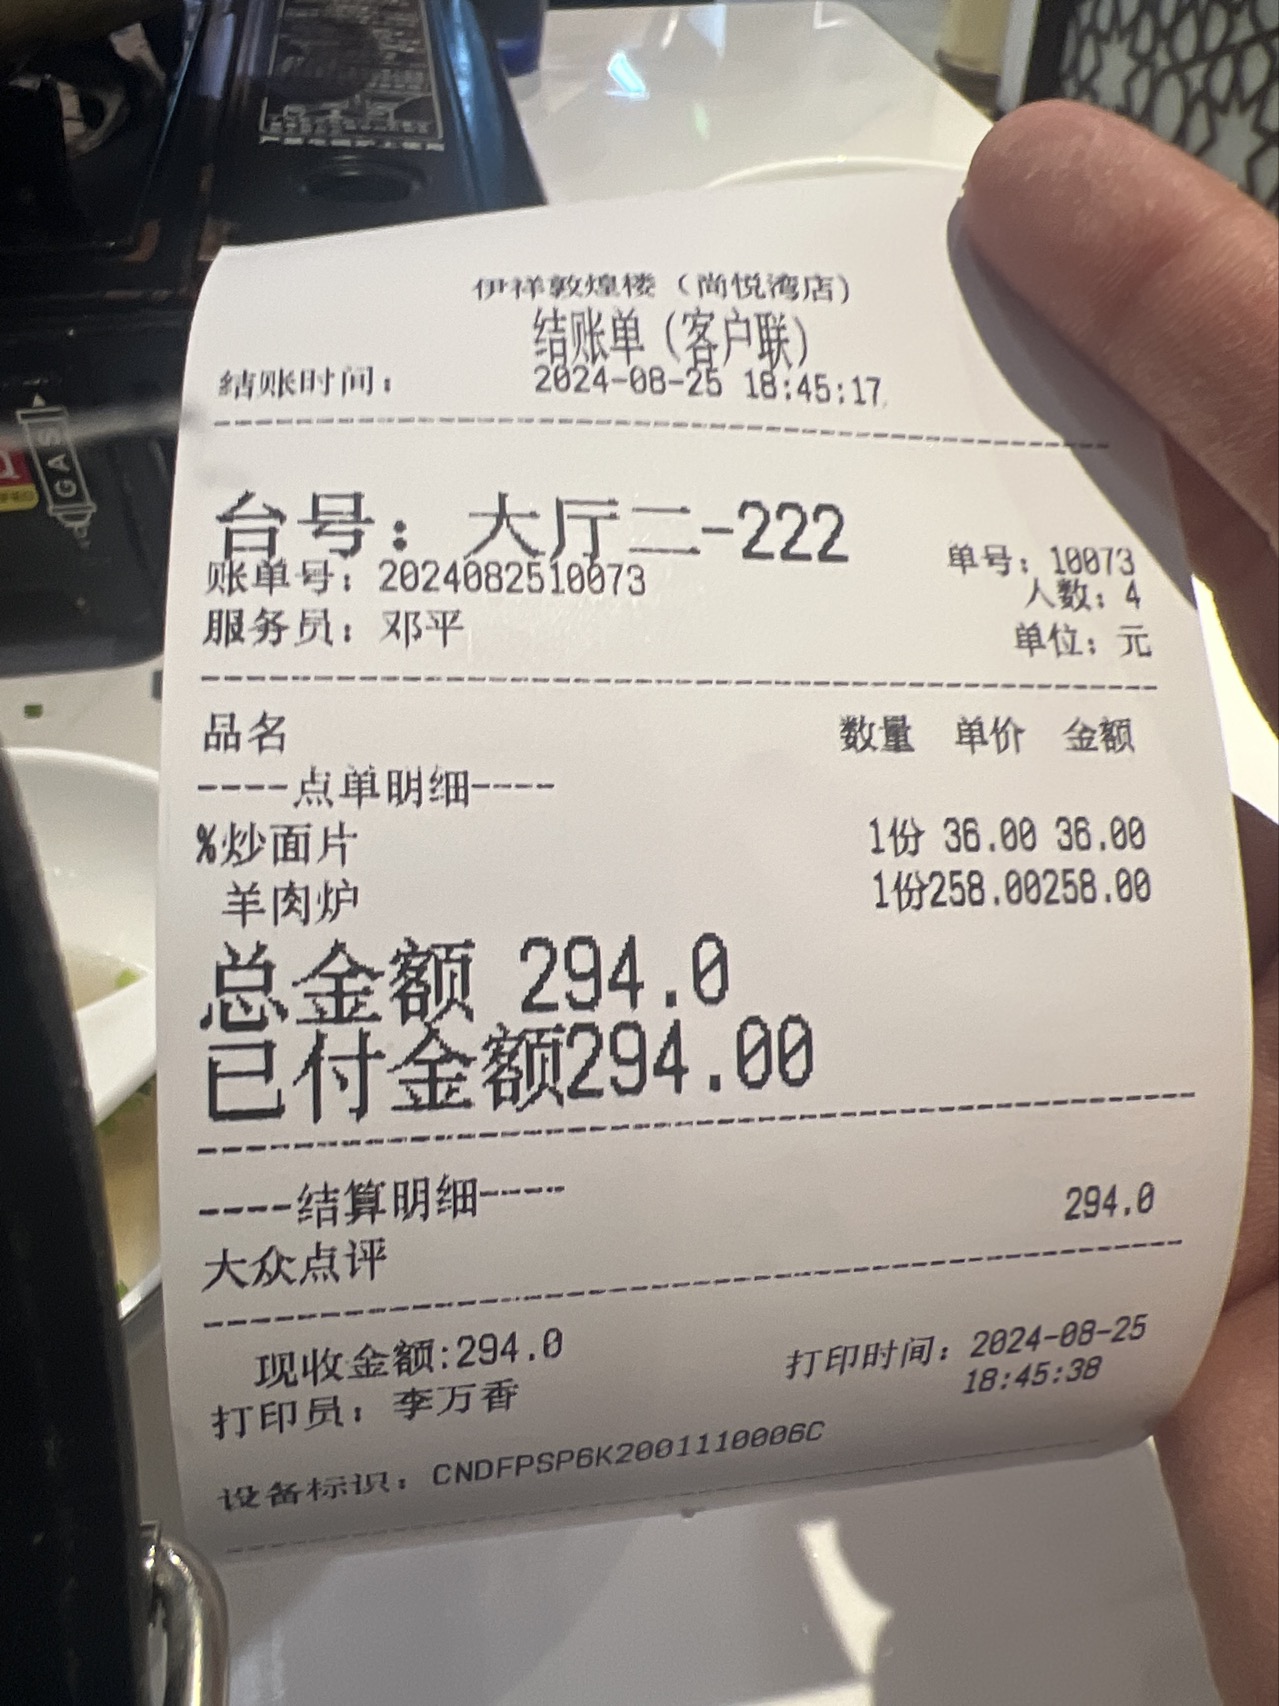 GAS
伊祥敦煌楼（尚悦湾店）
结账单（客户联）
结账时间： 2024-08-25 18:45:17
台号：大厅二-222
账单号：2024082510073 单号：10073
人数：4
服务员：邓平 单位：元
品名 数量 单价 金额
----点单明细----
%炒面片 1份 36.00 36.00
羊肉炉 1份258.00258.00
总金额 294.0
已付金额294.00
----结算明细-----
大众点评 294.0
现收金额:294.0
打印员：李万香 打印时间：2024-08-25
18:45:38
设备标识：CNDFPSP6K2001110006C